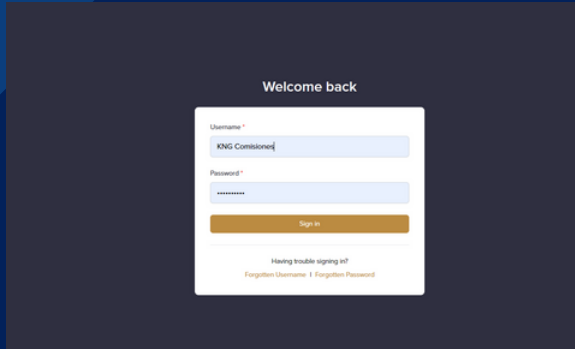 Welcome back
Username *
KNG Comisiones
Password *
••••••••••
Sign in
Having trouble signing in?
Forgotten Username | Forgotten Password